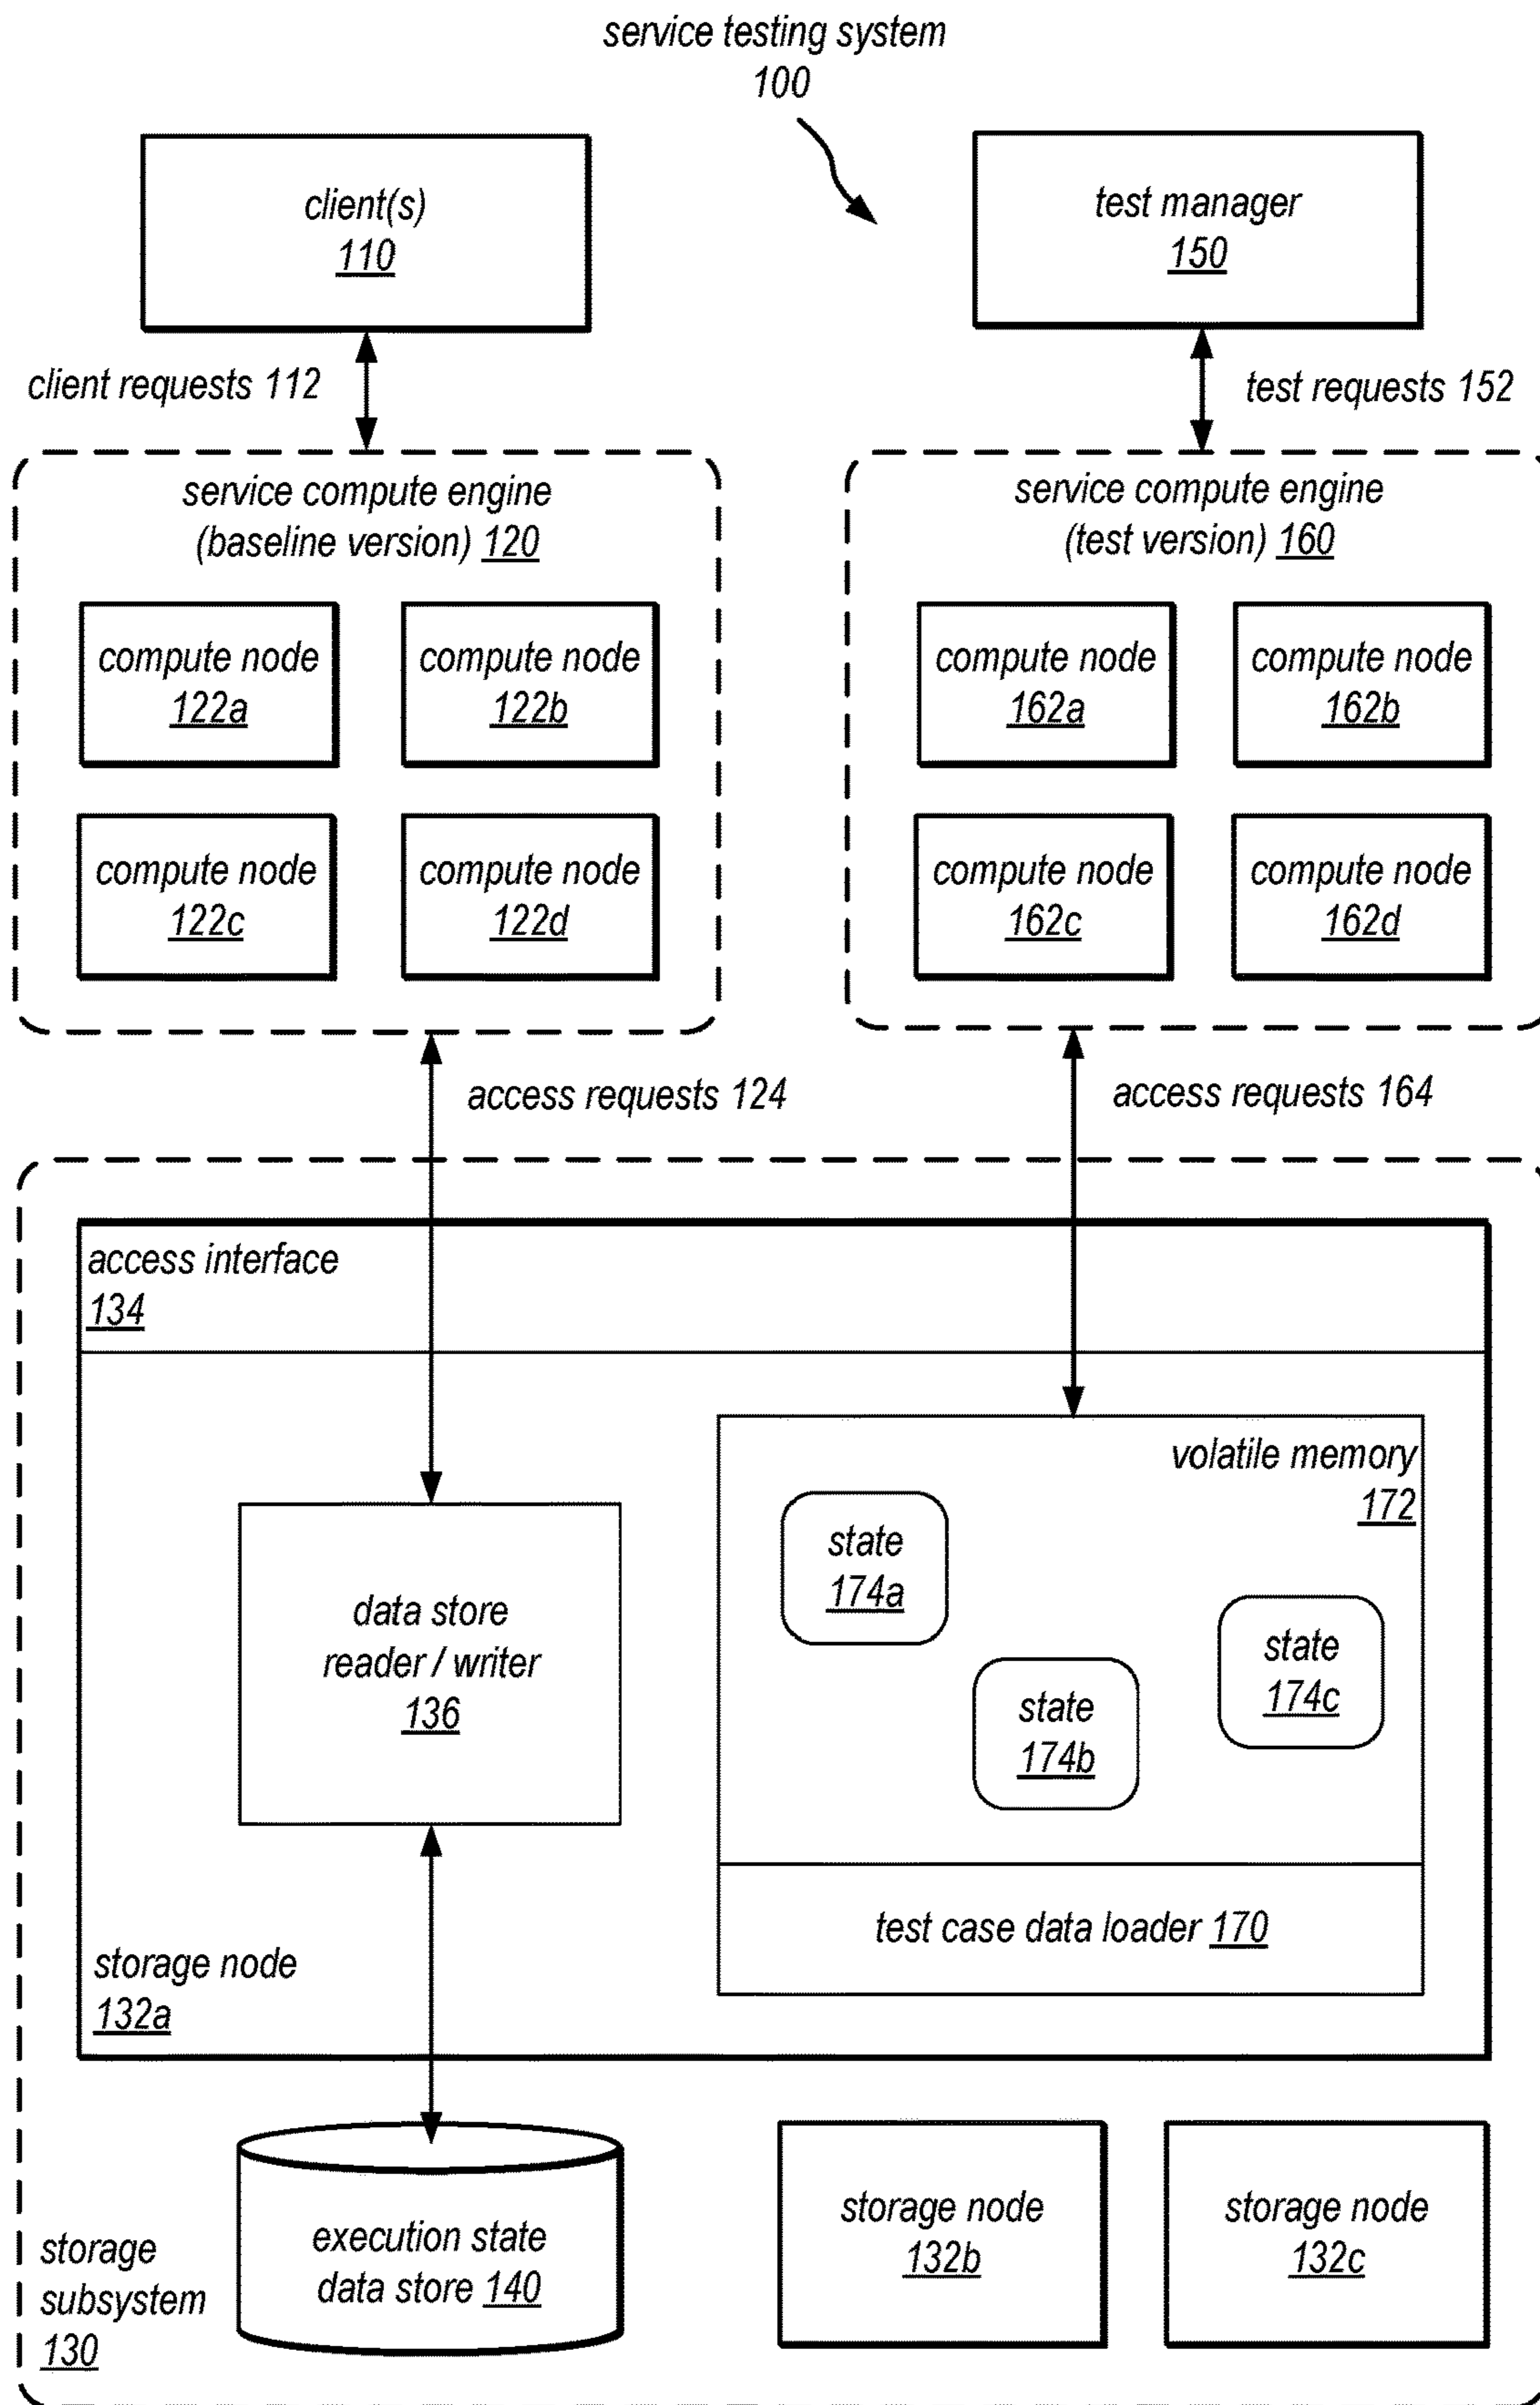 service testing system
100
client(s)
110
test manager
150
client requests 112
test requests 152
service compute engine
(baseline version) 120
service compute engine
(test version) 160
compute node
122a
compute node
122b
compute node
162a
compute node
162b
compute node
122c
compute node
122d
compute node
162c
compute node
162d
access requests 124
access requests 164
access interface
134
volatile memory
172
state
174a
data store
reader / writer
136
state
174c
state
174b
test case data loader 170
storage node
132a
execution state
data store 140
storage node
132b
storage node
132c
storage
subsystem
130